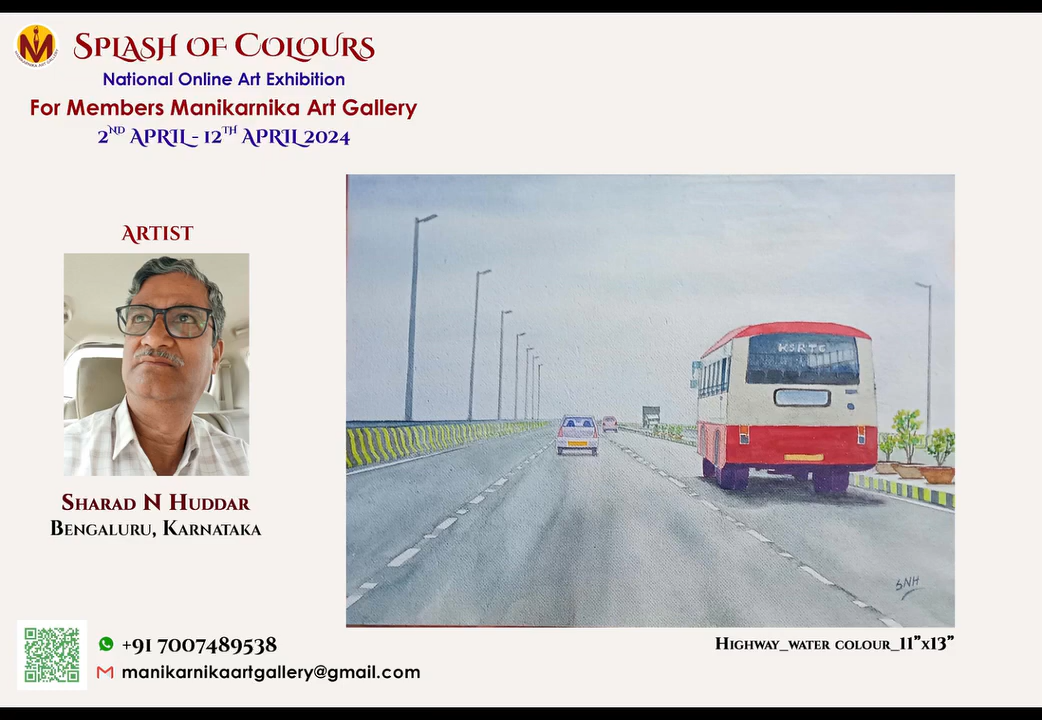 SPLASH OF COLOURS
National Online Art Exhibition
For Members Manikarnika Art Gallery
2ND APRIL - 12TH APRIL 2024
ARTIST
KSRTC
SHARAD N HUDDAR
BENGALURU, KARNATAKA
SNH
HIGHWAY_WATER COLOUR_11”X13”
+91 7007489538
manikarnikaartgallery@gmail.com